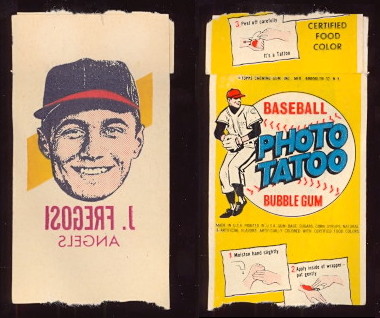 J. FREGOSI
ANGELS
3 Peel off carefully
It's a Tattoo
CERTIFIED
FOOD
COLOR
BASEBALL
PHOTO
TATOO
BUBBLE GUM
1 Moisten hand slightly
2 Apply inside of wrapper-
pat gently